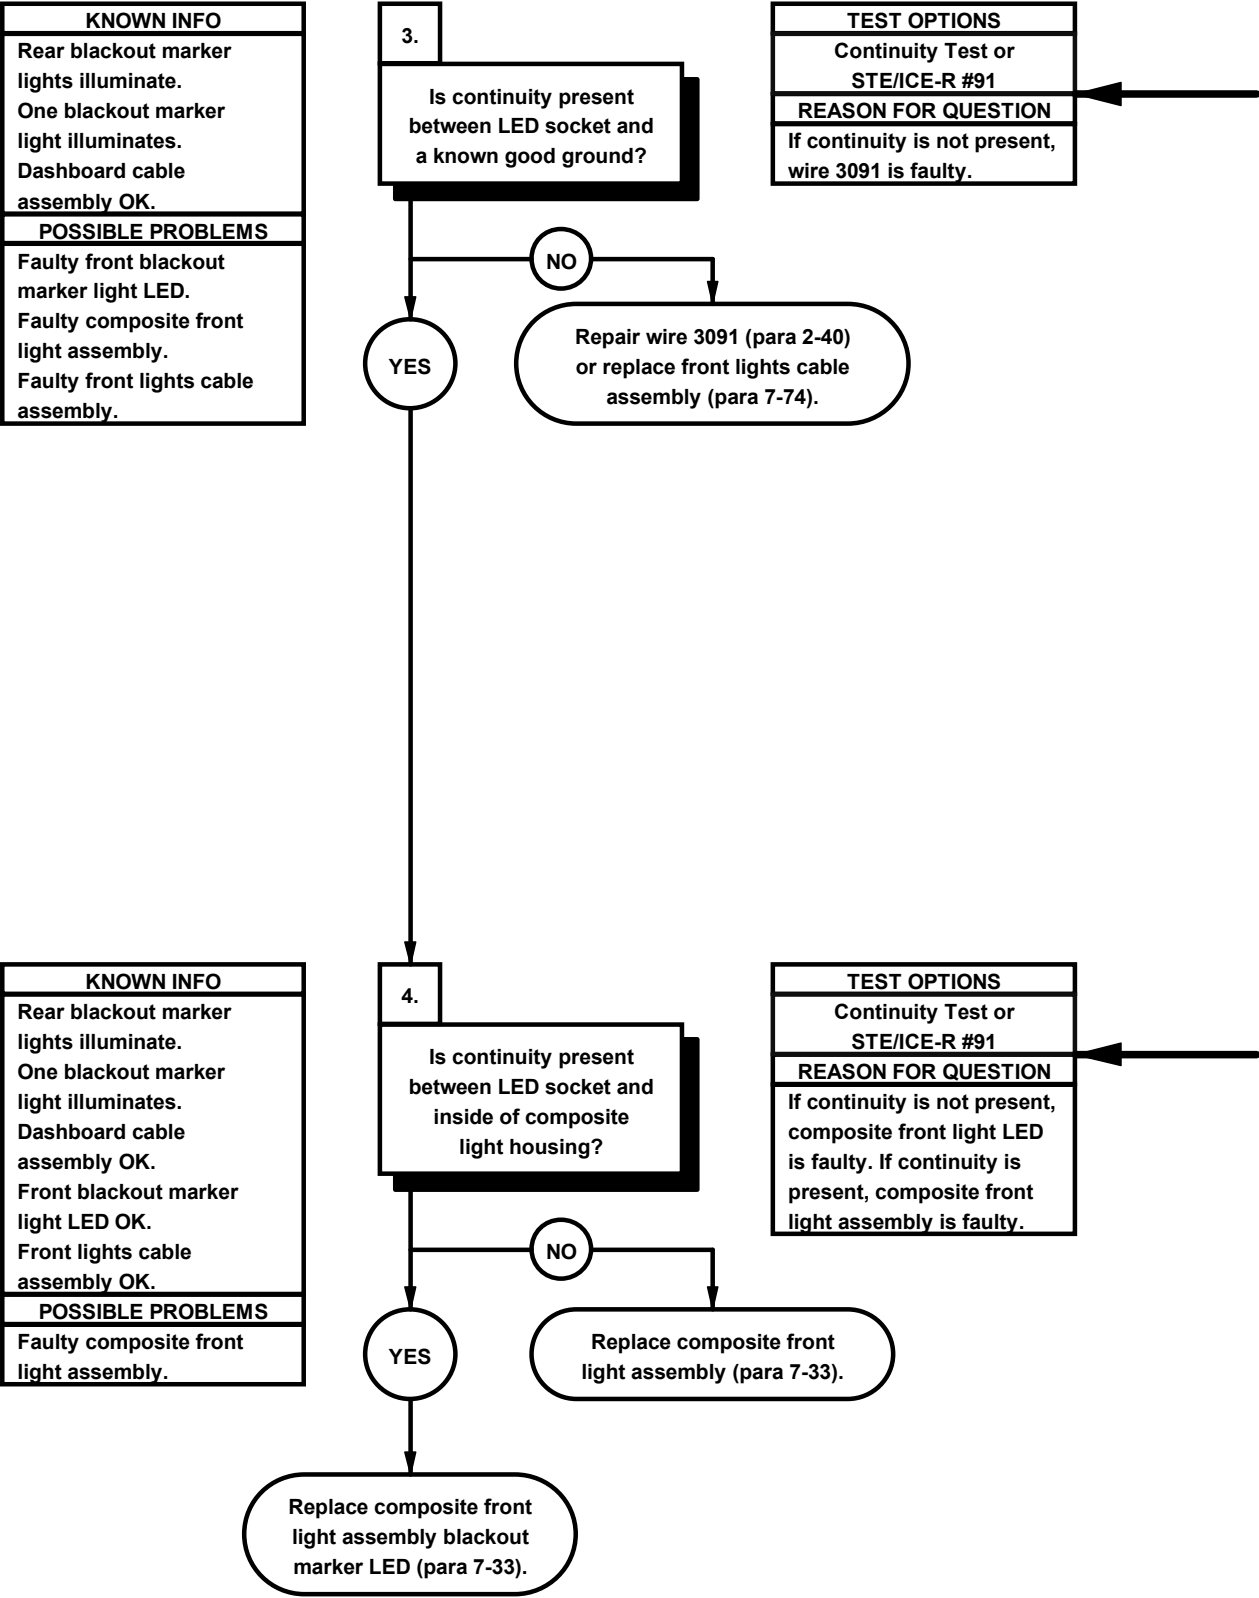 KNOWN INFO
Rear blackout marker
lights illuminate.
One blackout marker
light illuminates.
Dashboard cable
assembly OK.
POSSIBLE PROBLEMS
Faulty front blackout
marker light LED.
Faulty composite front
light assembly.
Faulty front lights cable
assembly.
3.
Is continuity present
between LED socket and
a known good ground?
TEST OPTIONS
Continuity Test or
STE/ICE-R #91
REASON FOR QUESTION
If continuity is not present,
wire 3091 is faulty.
NO
YES
Repair wire 3091 (para 2-40)
or replace front lights cable
assembly (para 7-74).
KNOWN INFO
Rear blackout marker
lights illuminate.
One blackout marker
light illuminates.
Dashboard cable
assembly OK.
Front blackout marker
light LED OK.
Front lights cable
assembly OK.
POSSIBLE PROBLEMS
Faulty composite front
light assembly.
4.
Is continuity present
between LED socket and
inside of composite
light housing?
TEST OPTIONS
Continuity Test or
STE/ICE-R #91
REASON FOR QUESTION
If continuity is not present,
composite front light LED
is faulty. If continuity is
present, composite front
light assembly is faulty.
NO
YES
Replace composite front
light assembly (para 7-33).
Replace composite front
light assembly blackout
marker LED (para 7-33).